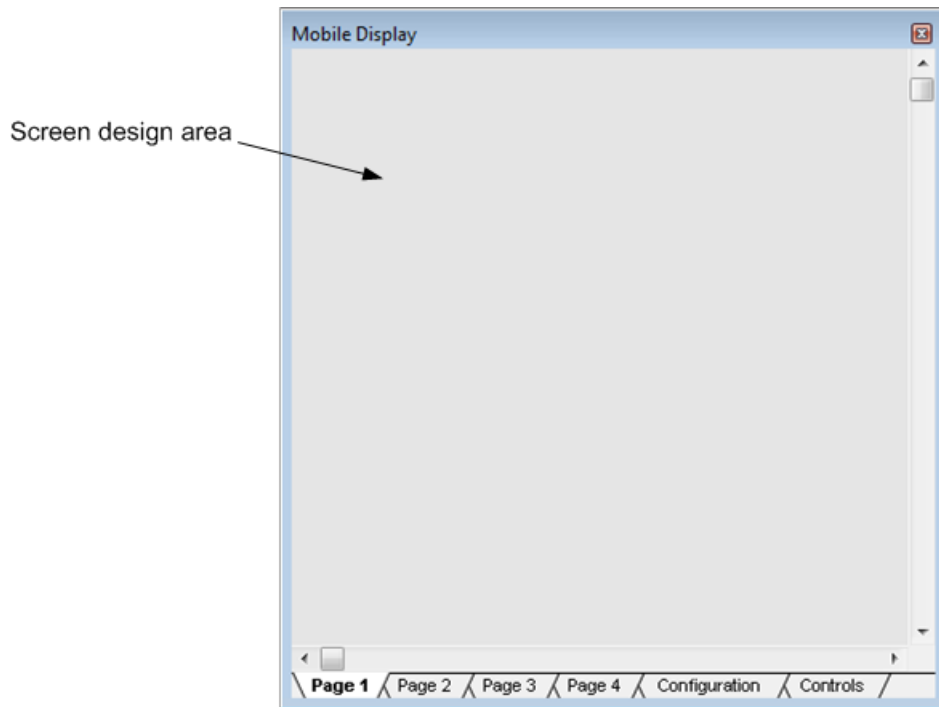 Mobile Display
Screen design area
Page 1 Page 2 Page 3 Page 4 Configuration Controls